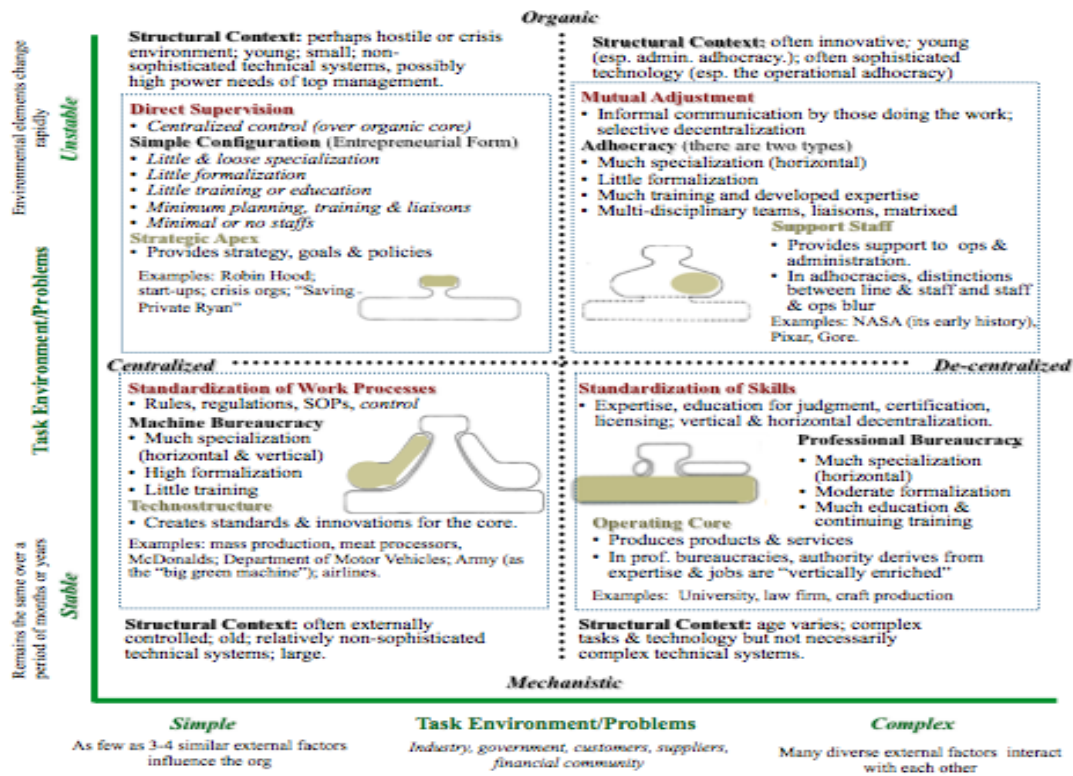 Organic
Environmental elements change
rapidly
Unstable
Structural Context: perhaps hostile or crisis
environment; young; small; non-
sophisticated technical systems, possibly
high power needs of top management.
Direct Supervision
• Centralized control (over organic core)
Simple Configuration (Entrepreneurial Form)
• Little & loose specialization
• Little formalization
• Little training or education
• Minimum planning, training & liaisons
• Minimal or no staffs
Strategic Apex
• Provides strategy, goals & policies
Examples: Robin Hood;
start-ups; crisis orgs; “Saving
Private Ryan”
Structural Context: often innovative; young
(esp. admin. adhocracy.); often sophisticated
technology (esp. the operational adhocracy)
Mutual Adjustment
• Informal communication by those doing the work;
selective decentralization
Adhocracy (there are two types)
• Much specialization (horizontal)
• Little formalization
• Much training and developed expertise
• Multi-disciplinary teams, liaisons, matrixed
Support Staff
• Provides support to ops &
administration.
• In adhocracies, distinctions
between line & staff and staff
& ops blur
Examples: NASA (its early history),
Pixar, Gore.
Task Environment/Problems
Centralized
De-centralized
Standardization of Work Processes
• Rules, regulations, SOPs, control
Machine Bureaucracy
• Much specialization
(horizontal & vertical)
• High formalization
• Little training
Technostructure
• Creates standards & innovations for the core.
Examples: mass production, meat processors,
McDonalds; Department of Motor Vehicles; Army (as
the “big green machine”); airlines.
Structural Context: often externally
controlled; old; relatively non-sophisticated
technical systems; large.
Standardization of Skills
• Expertise, education for judgment, certification,
licensing; vertical & horizontal decentralization.
Professional Bureaucracy
• Much specialization
(horizontal)
• Moderate formalization
• Much education &
continuing training
Operating Core
• Produces products & services
• In prof. bureaucracies, authority derives from
expertise & jobs are “vertically enriched”
Examples: University, law firm, craft production
Structural Context: age varies; complex
tasks & technology but not necessarily
complex technical systems.
Remains the same over a
period of months or years
Stable
Mechanistic
Simple
As few as 3-4 similar external factors
influence the org
Task Environment/Problems
Industry, government, customers, suppliers,
financial community
Complex
Many diverse external factors interact
with each other